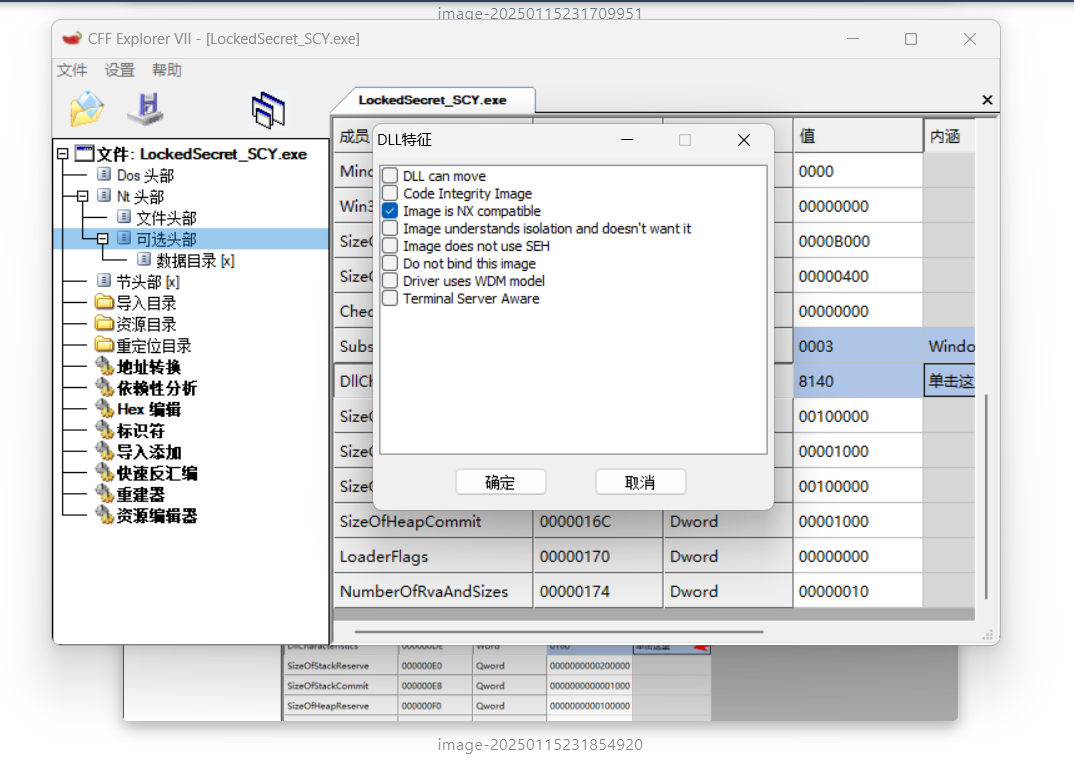 image-20250115231709951
CFF Explorer VII - [LockedSecret_SCY.exe]
文件 设置 帮助
LockedSecret_SCY.exe
文件: LockedSecret_SCY.exe
Dos 头部
Nt 头部
文件头部
可选头部
数据目录 [x]
节头部 [x]
导入目录
资源目录
重定位目录
地址转换
依赖性分析
Hex 编辑
标识符
导入添加
快速反汇编
重建器
资源编辑器
成员 值 内涵
0000
Win3 00000000
Size 0000B000
Size 00000400
Chec 00000000
Subs 0003 Windo
DllCh 8140 单击这
Size 00100000
Size 00001000
Size 00100000
SizeOfHeapCommit 0000016C Dword 00001000
LoaderFlags 00000170 Dword 00000000
NumberOfRvaAndSizes 00000174 Dword 00000010
DLL特征
DLL can move
Code Integrity Image
Image is NX compatible
Image understands isolation and doesn't want it
Image does not use SEH
Do not bind this image
Driver uses WDM model
Terminal Server Aware
确定 取消
DllCharacteristics 000000DE Word 0160 单击这里
SizeOfStackReserve 000000E0 Qword 0000000000200000
SizeOfStackCommit 000000E8 Qword 0000000000001000
SizeOfHeapReserve 000000F0 Qword 0000000000100000
image-20250115231854920